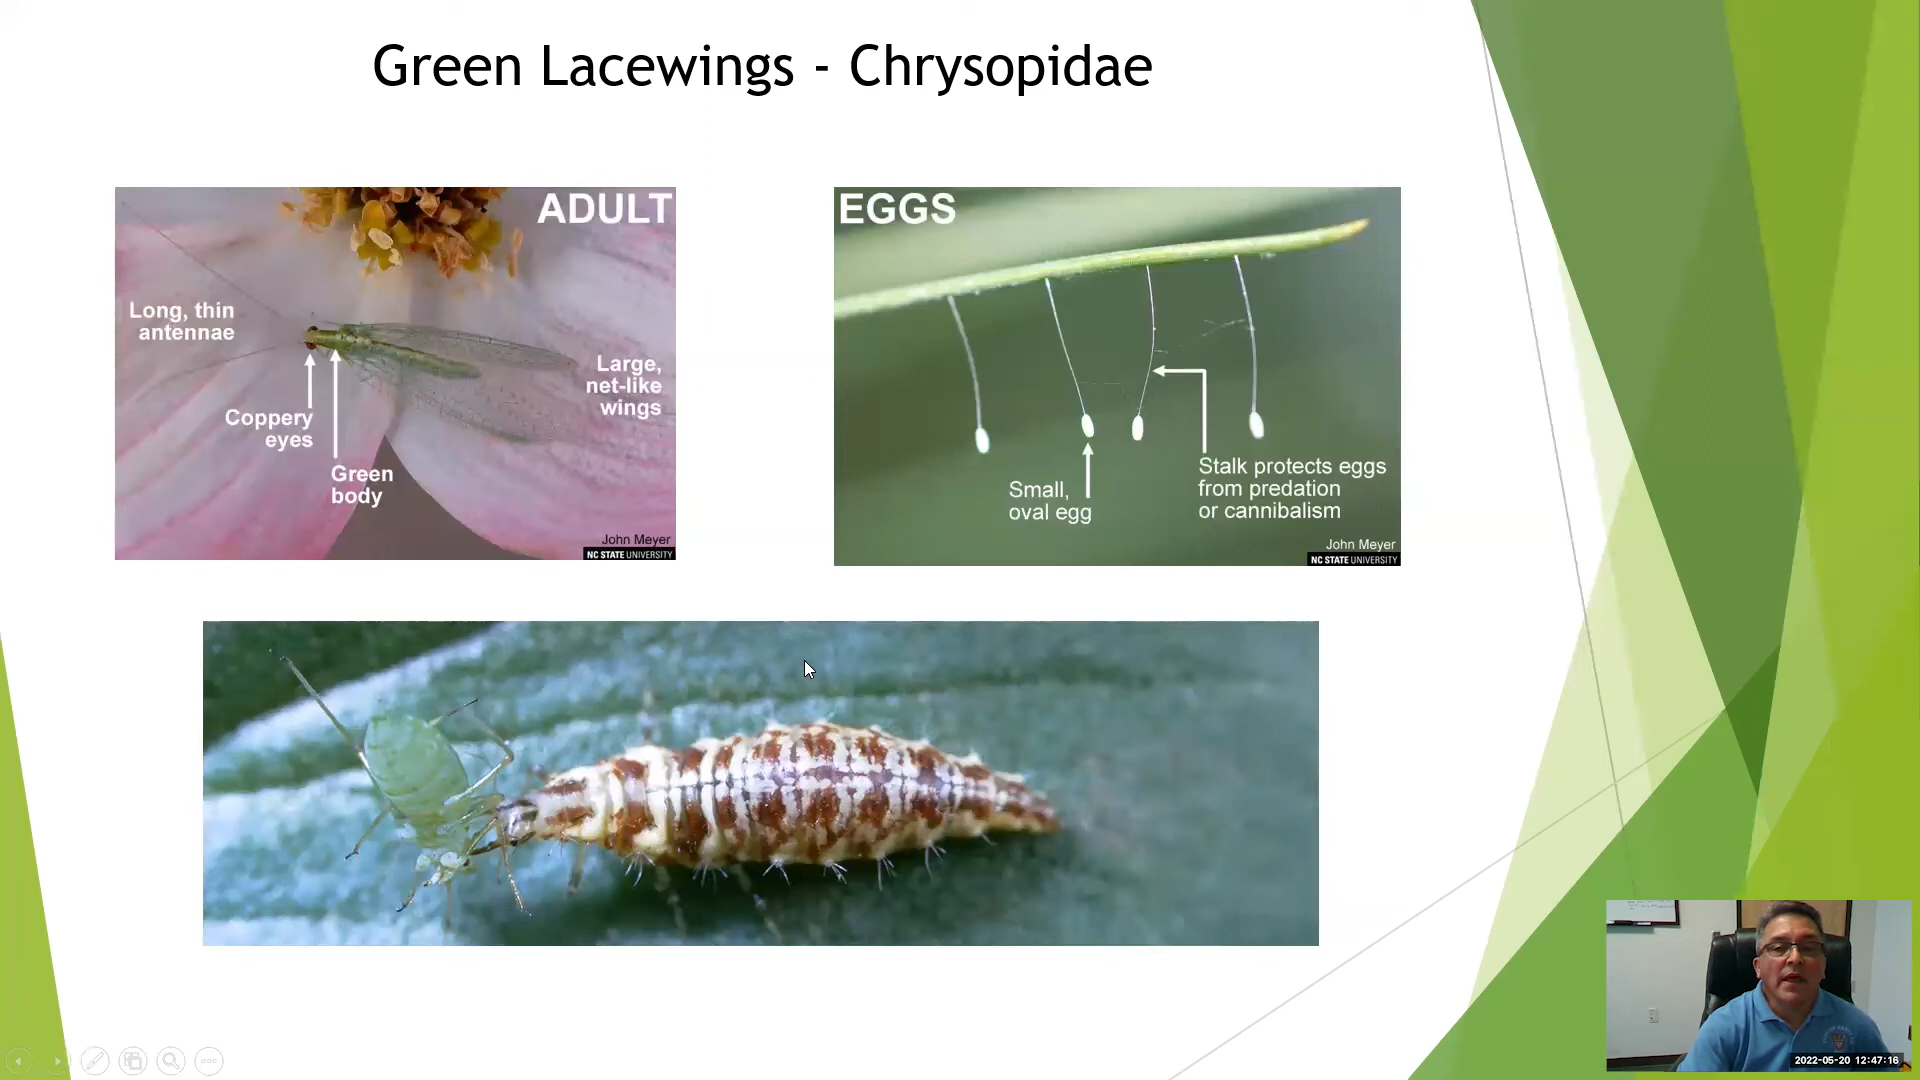 Green Lacewings - Chrysopidae
ADULT
Long, thin
antennae
Large,
net-like
wings
Coppery
eyes
Green
body
John Meyer
NC STATE UNIVERSITY
EGGS
Small,
oval egg
Stalk protects eggs
from predation
or cannibalism
John Meyer
NC STATE UNIVERSITY
2022-05-20 12:47:16